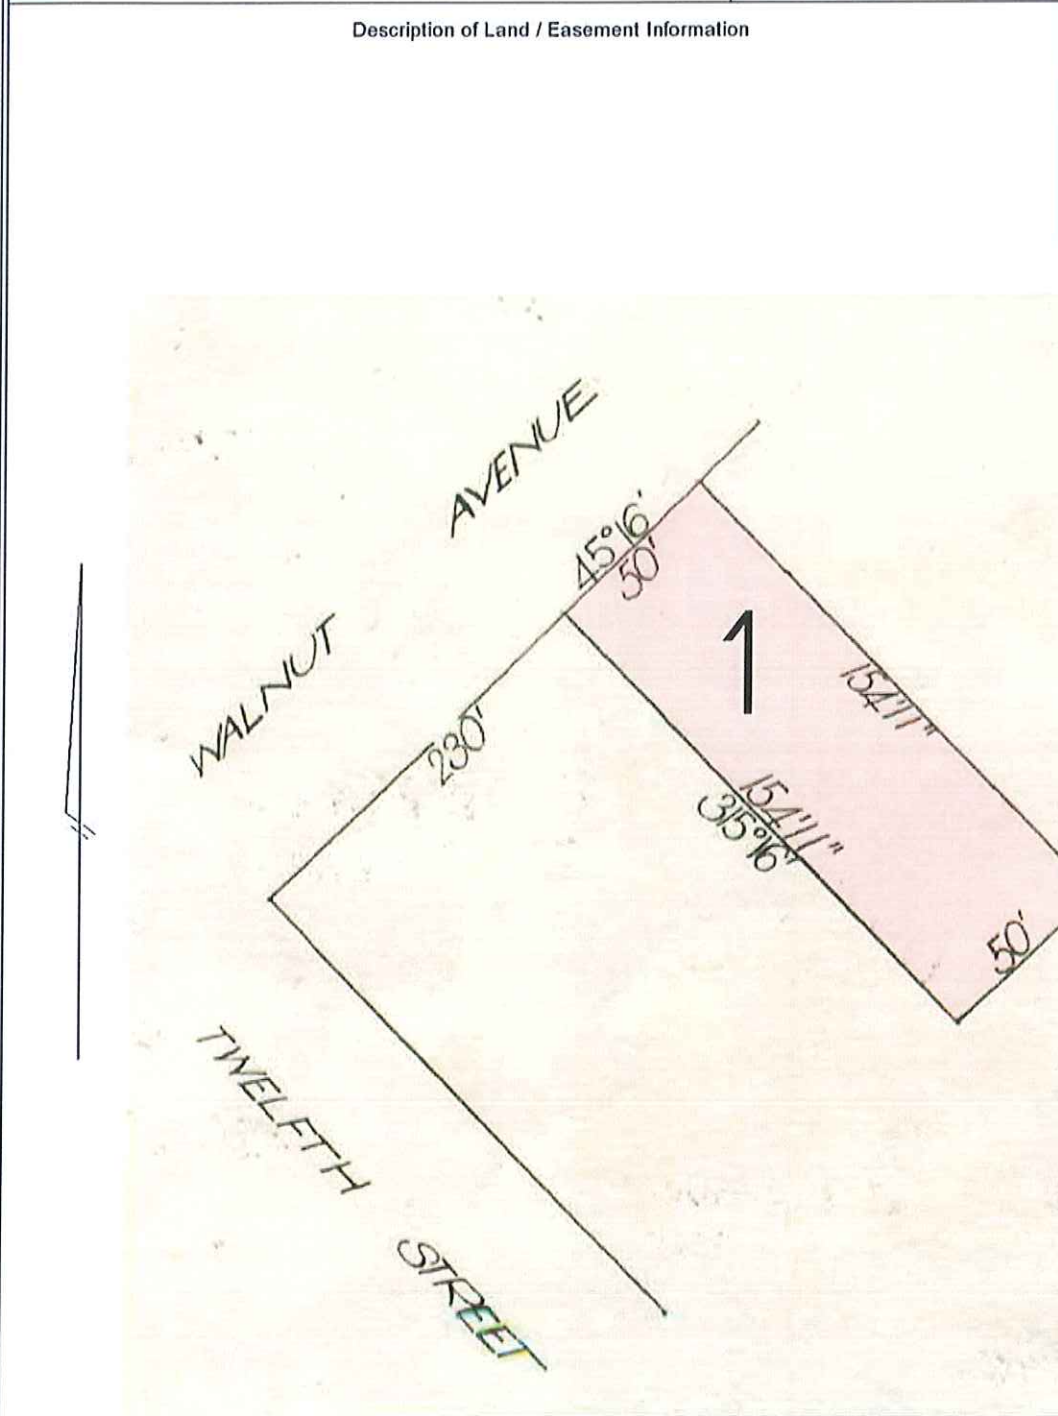 Description of Land / Easement Information
WALNUT AVENUE
45°16'
50'
230'
1
154'11"
154'11"
315°16'
50'
TWELFTH STREET